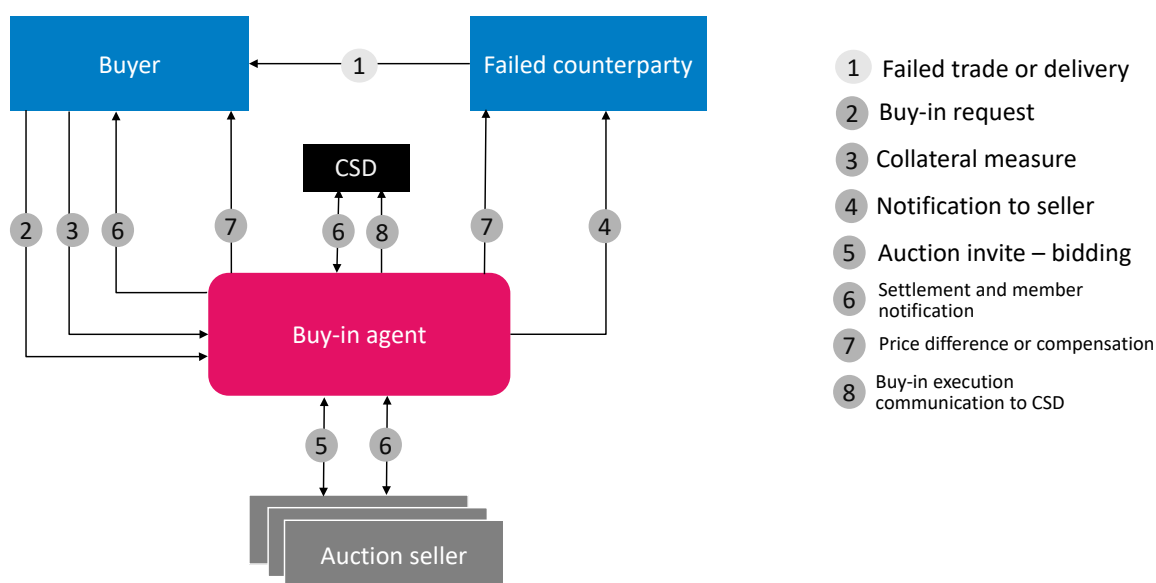 Buyer
1
Failed counterparty
CSD
2
3
6
7
6
8
7
4
Buy-in agent
5
6
Auction seller
1 Failed trade or delivery
2 Buy-in request
3 Collateral measure
4 Notification to seller
5 Auction invite – bidding
6 Settlement and member
notification
7 Price difference or compensation
8 Buy-in execution
communication to CSD